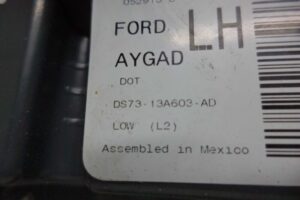 FORD LH
AYGAD
DOT
DS73-13A603-AD
LOW (L2)
Assembled in Mexico